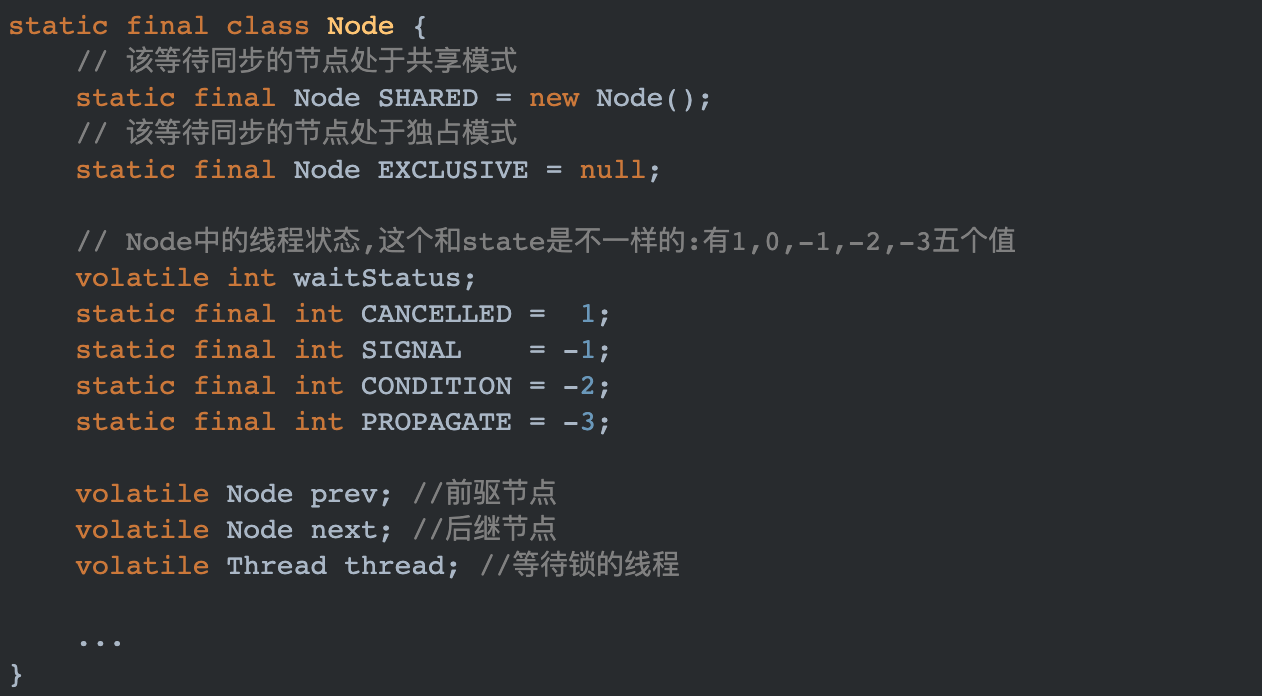 static final class Node {
    // 该等待同步的节点处于共享模式
    static final Node SHARED = new Node();
    // 该等待同步的节点处于独占模式
    static final Node EXCLUSIVE = null;

    // Node中的线程状态,这个和state是不一样的:有1,0,-1,-2,-3五个值
    volatile int waitStatus;
    static final int CANCELLED =  1;
    static final int SIGNAL    = -1;
    static final int CONDITION = -2;
    static final int PROPAGATE = -3;

    volatile Node prev; //前驱节点
    volatile Node next; //后继节点
    volatile Thread thread; //等待锁的线程

    ...
}